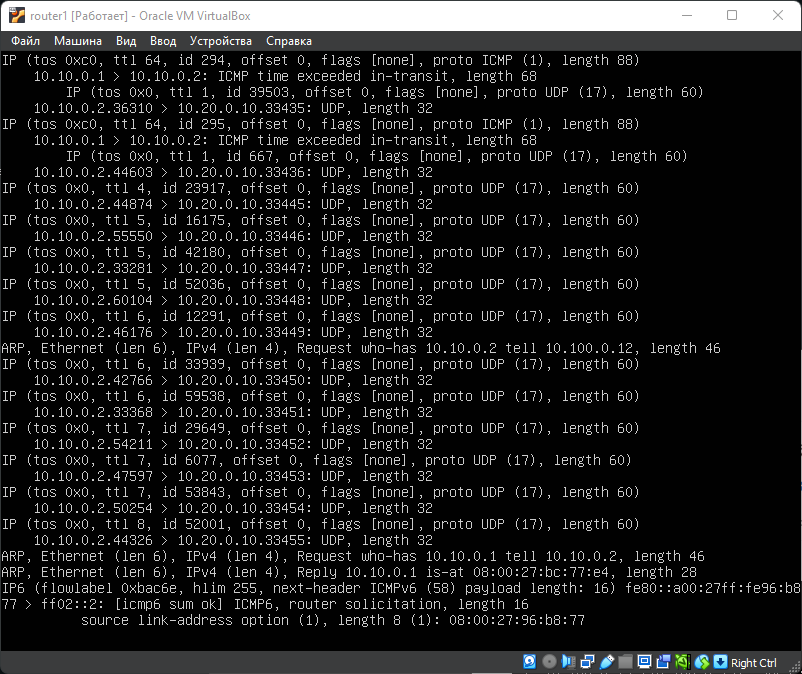 router1 [Работает] - Oracle VM VirtualBox
Файл Машина Вид Ввод Устройства Справка
IP (tos 0xc0, ttl 64, id 294, offset 0, flags [none], proto ICMP (1), length 88)
    10.10.0.1 > 10.10.0.2: ICMP time exceeded in-transit, length 68
        IP (tos 0x0, ttl 1, id 39503, offset 0, flags [none], proto UDP (17), length 60)
    10.10.0.2.36310 > 10.20.0.10.33435: UDP, length 32
IP (tos 0xc0, ttl 64, id 295, offset 0, flags [none], proto ICMP (1), length 88)
    10.10.0.1 > 10.10.0.2: ICMP time exceeded in-transit, length 68
        IP (tos 0x0, ttl 1, id 667, offset 0, flags [none], proto UDP (17), length 60)
    10.10.0.2.44603 > 10.20.0.10.33436: UDP, length 32
IP (tos 0x0, ttl 4, id 23917, offset 0, flags [none], proto UDP (17), length 60)
    10.10.0.2.44874 > 10.20.0.10.33445: UDP, length 32
IP (tos 0x0, ttl 5, id 16175, offset 0, flags [none], proto UDP (17), length 60)
    10.10.0.2.55550 > 10.20.0.10.33446: UDP, length 32
IP (tos 0x0, ttl 5, id 42180, offset 0, flags [none], proto UDP (17), length 60)
    10.10.0.2.33281 > 10.20.0.10.33447: UDP, length 32
IP (tos 0x0, ttl 5, id 52036, offset 0, flags [none], proto UDP (17), length 60)
    10.10.0.2.60104 > 10.20.0.10.33448: UDP, length 32
IP (tos 0x0, ttl 6, id 12291, offset 0, flags [none], proto UDP (17), length 60)
    10.10.0.2.46176 > 10.20.0.10.33449: UDP, length 32
ARP, Ethernet (len 6), IPv4 (len 4), Request who-has 10.10.0.2 tell 10.100.0.12, length 46
IP (tos 0x0, ttl 6, id 33939, offset 0, flags [none], proto UDP (17), length 60)
    10.10.0.2.42766 > 10.20.0.10.33450: UDP, length 32
IP (tos 0x0, ttl 6, id 59538, offset 0, flags [none], proto UDP (17), length 60)
    10.10.0.2.33368 > 10.20.0.10.33451: UDP, length 32
IP (tos 0x0, ttl 7, id 29649, offset 0, flags [none], proto UDP (17), length 60)
    10.10.0.2.54211 > 10.20.0.10.33452: UDP, length 32
IP (tos 0x0, ttl 7, id 6077, offset 0, flags [none], proto UDP (17), length 60)
    10.10.0.2.47597 > 10.20.0.10.33453: UDP, length 32
IP (tos 0x0, ttl 7, id 53843, offset 0, flags [none], proto UDP (17), length 60)
    10.10.0.2.50254 > 10.20.0.10.33454: UDP, length 32
IP (tos 0x0, ttl 8, id 52001, offset 0, flags [none], proto UDP (17), length 60)
    10.10.0.2.44326 > 10.20.0.10.33455: UDP, length 32
ARP, Ethernet (len 6), IPv4 (len 4), Request who-has 10.10.0.1 tell 10.10.0.2, length 46
ARP, Ethernet (len 6), IPv4 (len 4), Reply 10.10.0.1 is-at 08:00:27:bc:77:e4, length 28
IP6 (flowlabel 0xbac6e, hlim 255, next-header ICMPv6 (58) payload length: 16) fe80::a00:27ff:fe96:b8
77 > ff02::2: [icmp6 sum ok] ICMP6, router solicitation, length 16
          source link-address option (1), length 8 (1): 08:00:27:96:b8:77
Right Ctrl